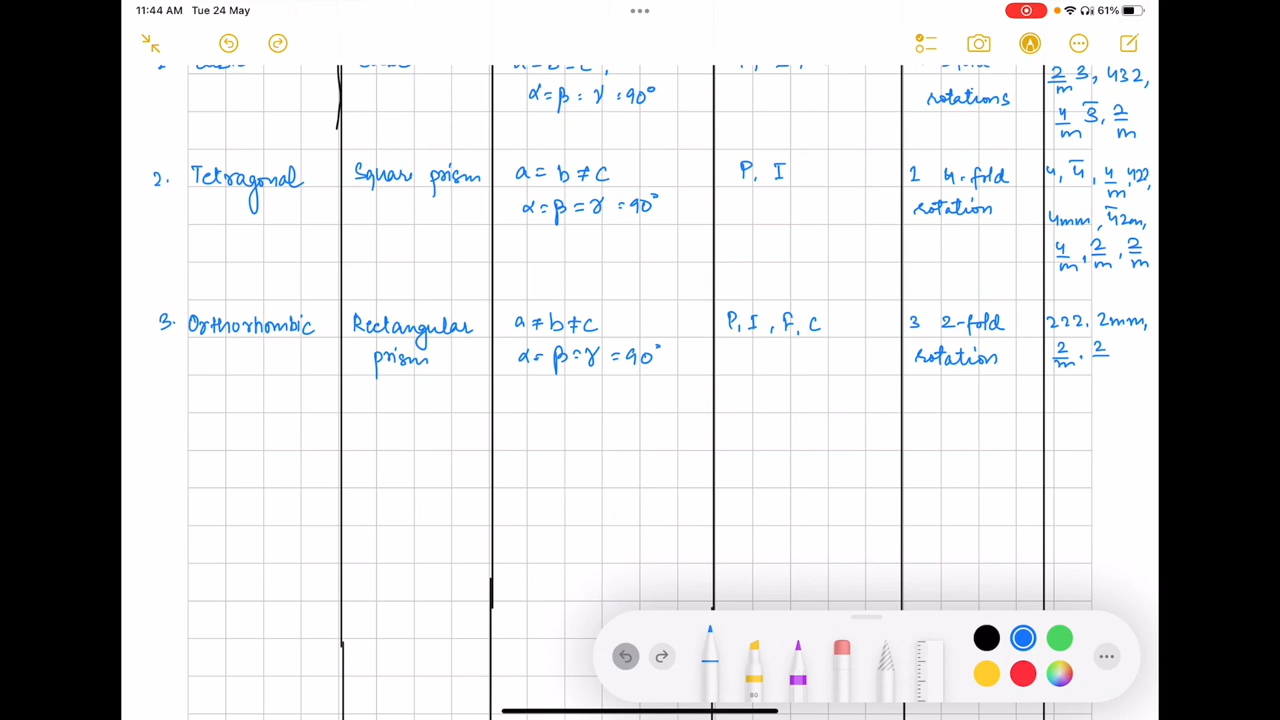 11:44 AM Tue 24 May
61%
α = β = γ = 90°
rotations
2/m 3, 432,
4/m 3̅, 2/m
2. Tetragonal Square prism a = b ≠ c P, I 1 4-fold 4, 4̅, 4/m, 422,
α = β = γ = 90° rotation 4mm, 4̅2m,
4/m, 2/m, 2/m
3. Orthorhombic Rectangular a ≠ b ≠ c P, I, F, C 3 2-fold 222, 2mm,
prism α = β = γ = 90° rotation 2/m, 2
80